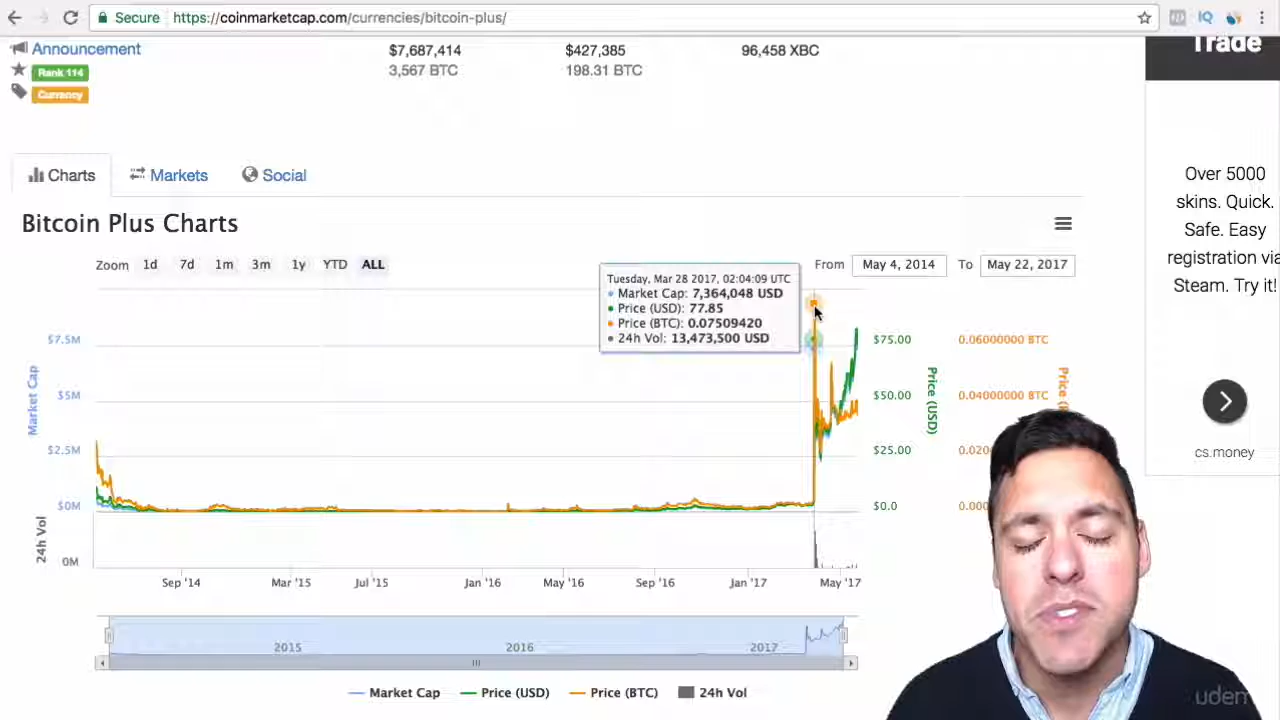 Secure https://coinmarketcap.com/currencies/bitcoin-plus/
IQ
Announcement $7,687,414 $427,385 96,458 XBC
Trade
Rank 114 3,567 BTC 198.31 BTC
Currency
Over 5000
skins. Quick.
Safe. Easy
registration via
Steam. Try it!
cs.money
Charts Markets Social
Bitcoin Plus Charts
Zoom 1d 7d 1m 3m 1y YTD ALL From May 4, 2014 To May 22, 2017
Tuesday, Mar 28 2017, 02:04:09 UTC
Market Cap: 7,364,048 USD
Price (USD): 77.85
Price (BTC): 0.07509420
24h Vol: 13,473,500 USD
Market Cap
$7.5M
$5M
$2.5M
$0M
24h Vol
0M
$75.00
$50.00
$25.00
$0.0
Price (USD)
0.06000000 BTC
0.04000000 BTC
Sep '14 Mar '15 Jul '15 Jan '16 May '16 Sep '16 Jan '17 May '17
2015 2016 2017
Market Cap Price (USD) Price (BTC) 24h Vol